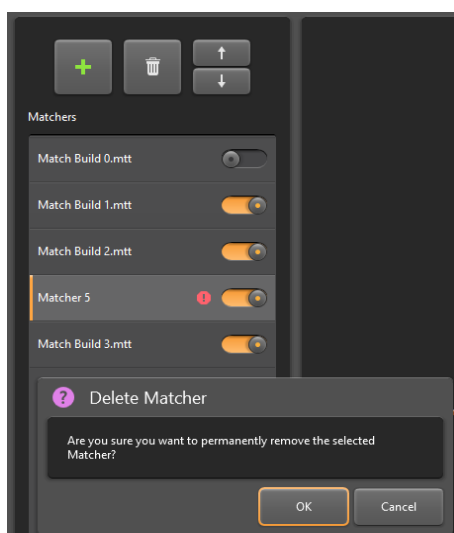 Matchers
Match Build 0.mtt
Match Build 1.mtt
Match Build 2.mtt
Matcher 5
Match Build 3.mtt
Delete Matcher
Are you sure you want to permanently remove the selected
Matcher?
OK
Cancel